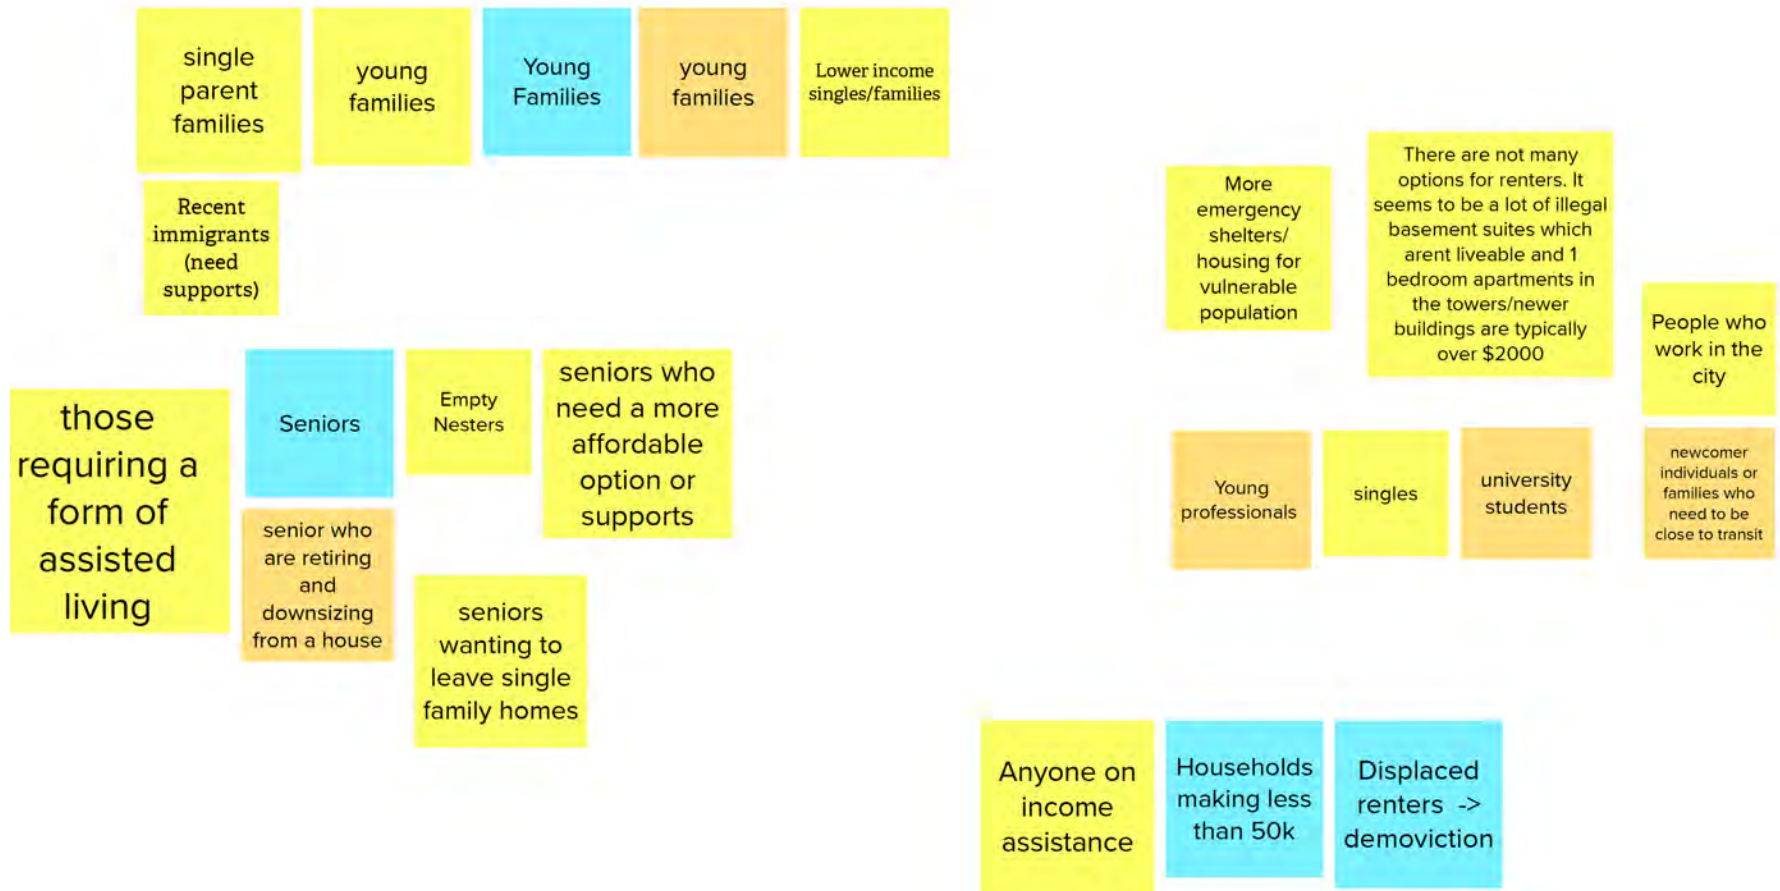 single
parent
families
young
families
Young
Families
young
families
Lower income
singles/families
Recent
immigrants
(need
supports)
those
requiring a
form of
assisted
living
Seniors
Empty
Nesters
seniors who
need a more
affordable
option or
supports
senior who
are retiring
and
downsizing
from a house
seniors
wanting to
leave single
family homes
More
emergency
shelters/
housing for
vulnerable
population
There are not many
options for renters. It
seems to be a lot of illegal
basement suites which
arent liveable and 1
bedroom apartments in
the towers/newer
buildings are typically
over $2000
People who
work in the
city
Young
professionals
singles
university
students
newcomer
individuals or
families who
need to be
close to transit
Anyone on
income
assistance
Households
making less
than 50k
Displaced
renters ->
demoviction